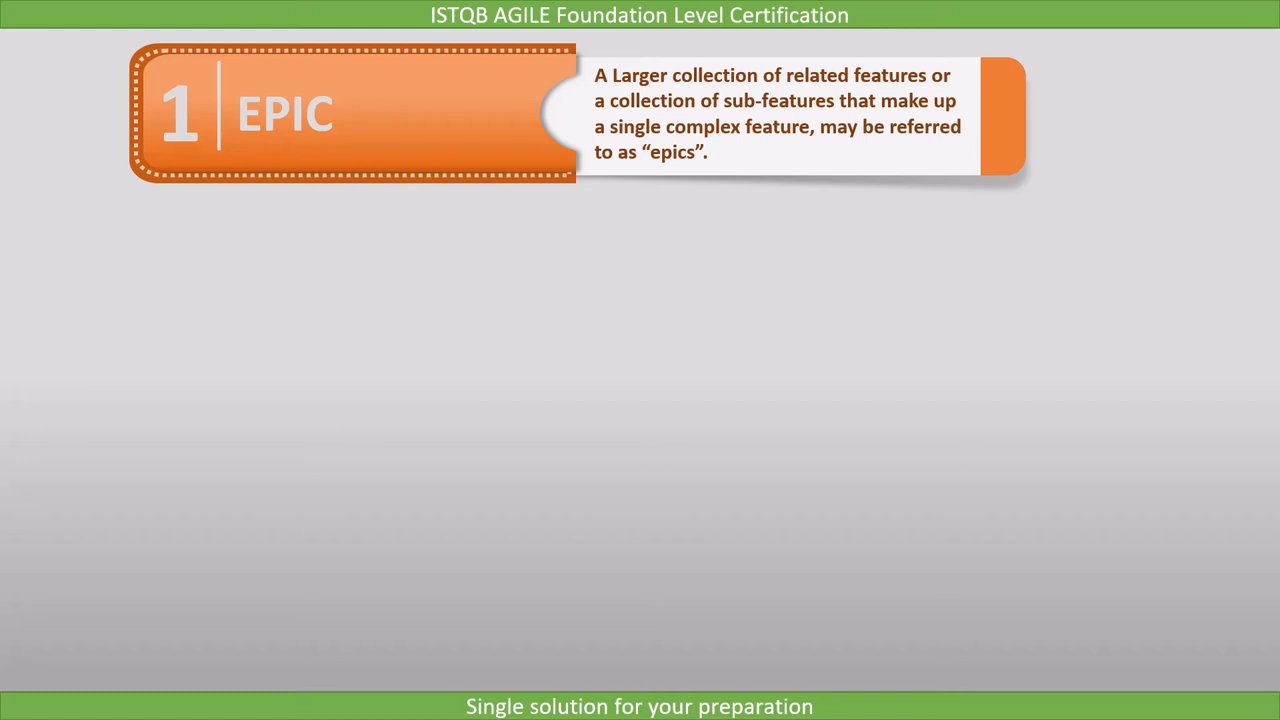 ISTQB AGILE Foundation Level Certification
1 EPIC
A Larger collection of related features or
a collection of sub-features that make up
a single complex feature, may be referred
to as “epics”.
Single solution for your preparation